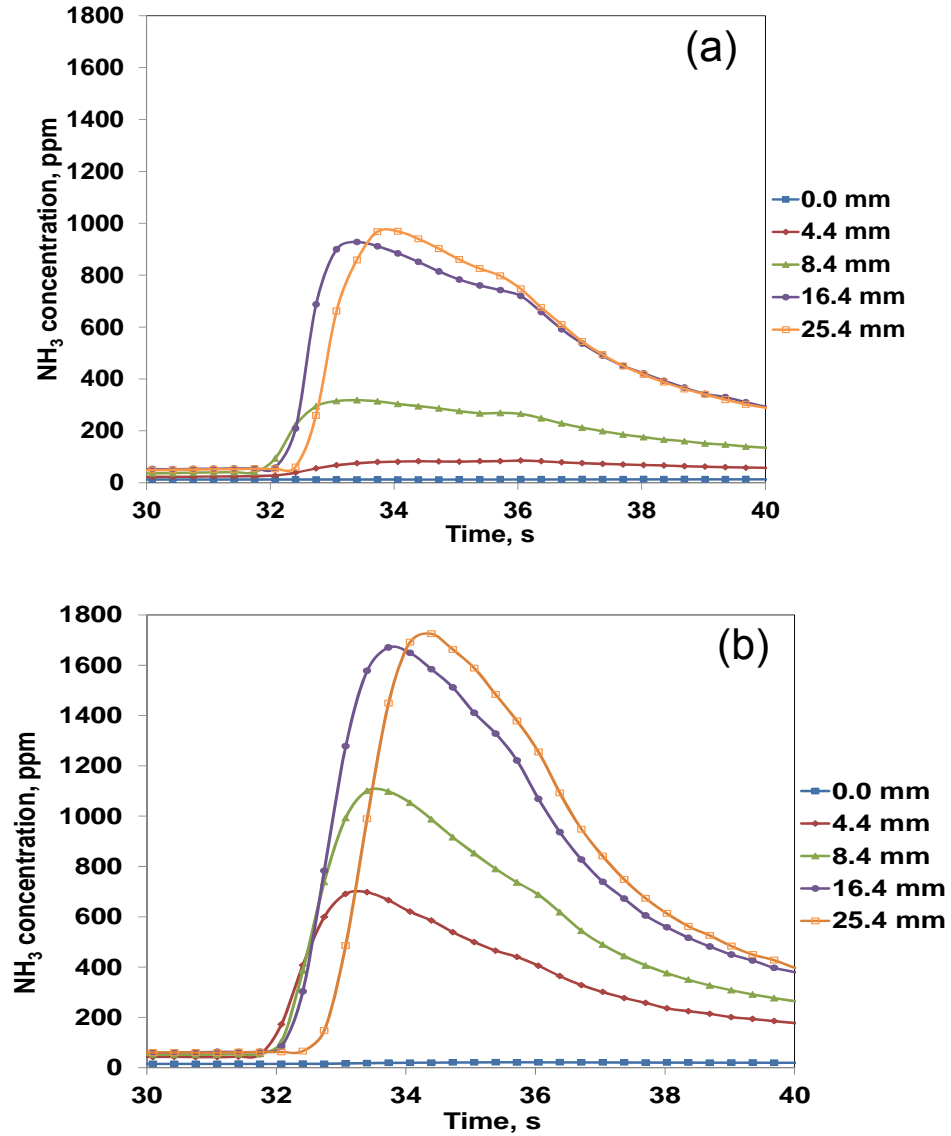 (a)
NH3 concentration, ppm
1800
1600
1400
1200
1000
800
600
400
200
0
30 32 34 36 38 40
Time, s
0.0 mm
4.4 mm
8.4 mm
16.4 mm
25.4 mm
(b)
NH3 concentration, ppm
1800
1600
1400
1200
1000
800
600
400
200
0
30 32 34 36 38 40
Time, s
0.0 mm
4.4 mm
8.4 mm
16.4 mm
25.4 mm